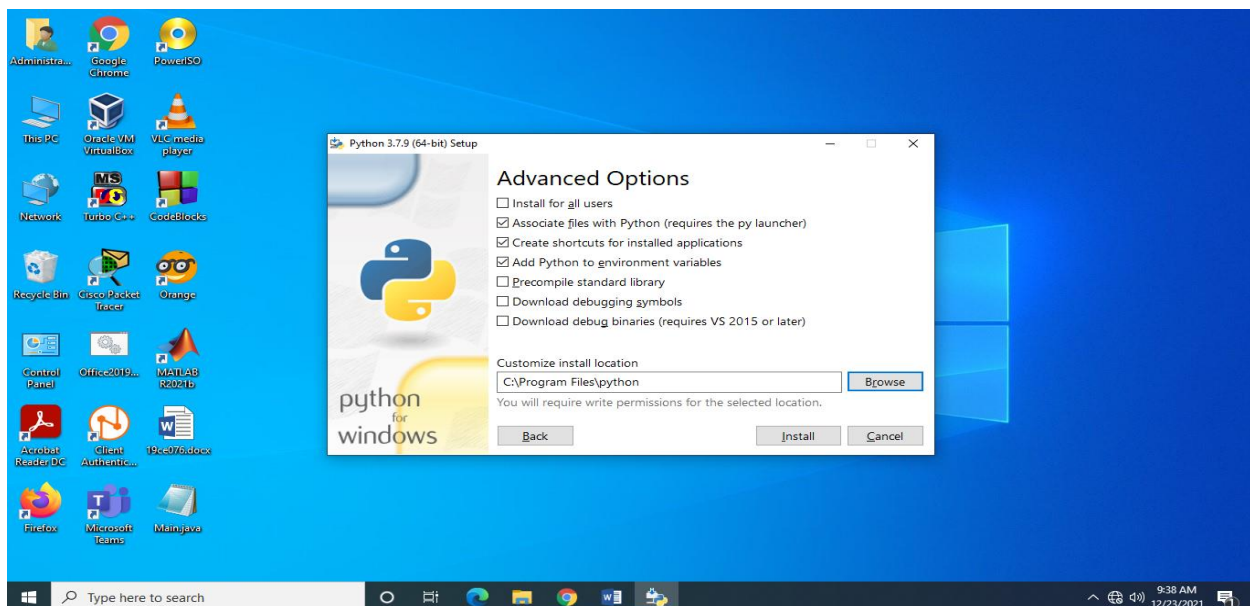 Administra...
Google
Chrome
PowerISO
This PC
Oracle VM
VirtualBox
VLC media
player
MS
Network
Turbo C++
CodeBlocks
Recycle Bin
Cisco Packet
Tracer
Orange
Control
Panel
Office2019...
MATLAB
R2021b
Acrobat
Reader DC
Client
Authentic...
19ce076.docx
Firefox
Microsoft
Teams
Main.java
Python 3.7.9 (64-bit) Setup
Advanced Options
Install for all users
Associate files with Python (requires the py launcher)
Create shortcuts for installed applications
Add Python to environment variables
Precompile standard library
Download debugging symbols
Download debug binaries (requires VS 2015 or later)
Customize install location
C:\Program Files\python
Browse
You will require write permissions for the selected location.
python
for
windows
Back
Install
Cancel
Type here to search
9:38 AM
12/23/2021